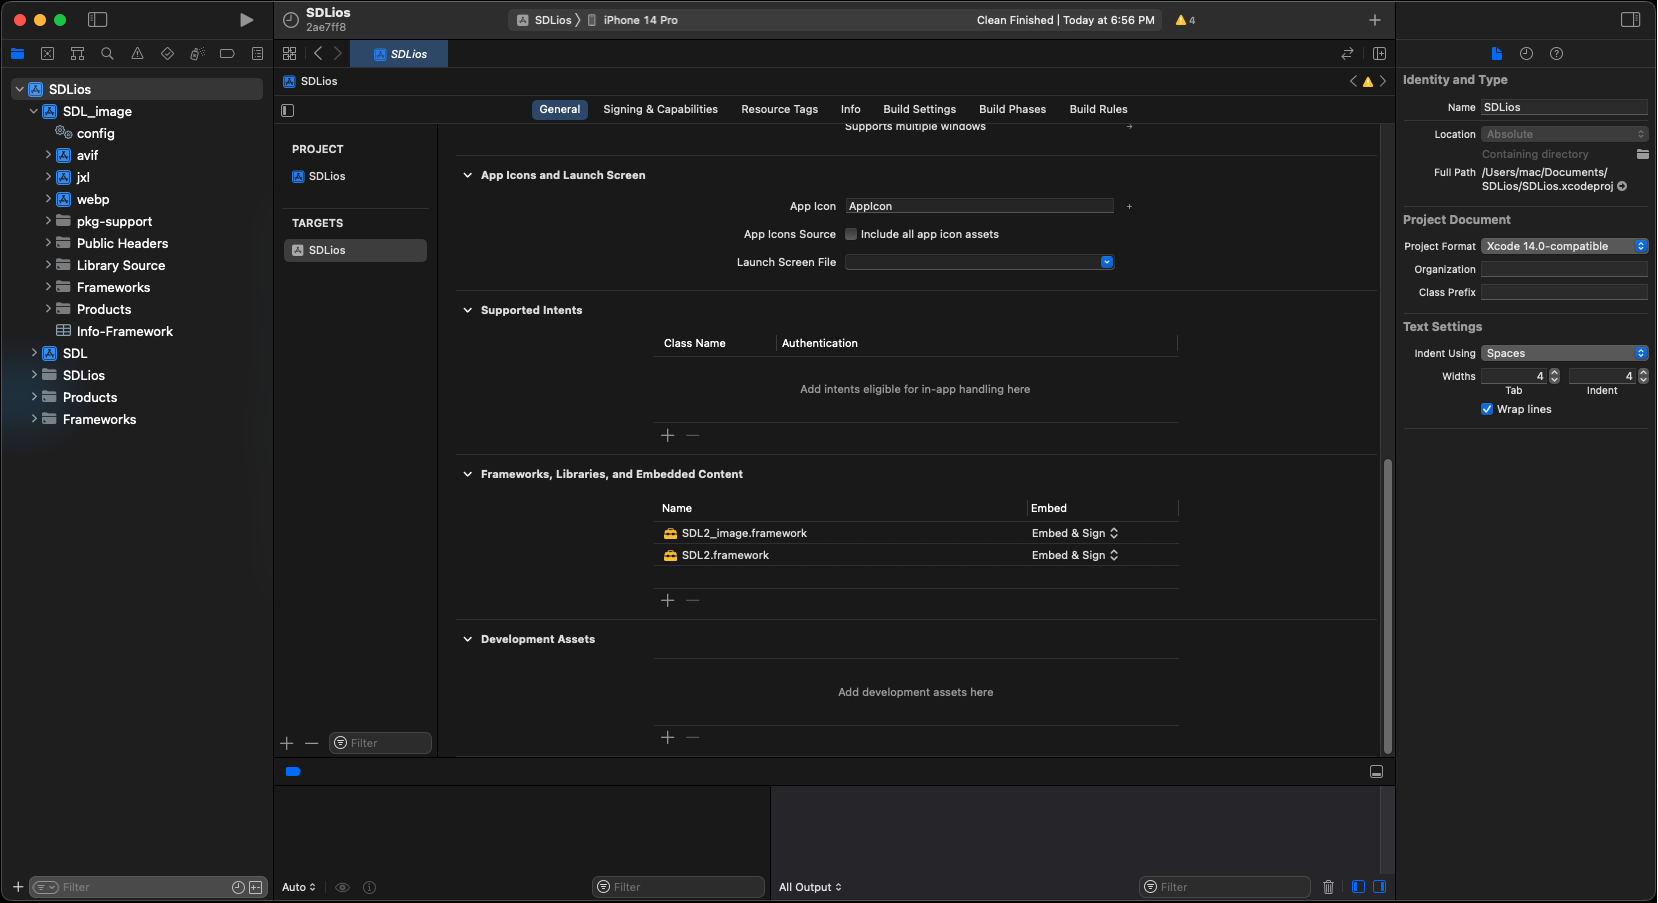 SDLios
2ae7ff8
SDLios
iPhone 14 Pro
Clean Finished | Today at 6:56 PM
4
SDLios
SDLios
General
Signing & Capabilities
Resource Tags
Info
Build Settings
Build Phases
Build Rules
SDLios
SDL_image
config
avif
jxl
webp
pkg-support
Public Headers
Library Source
Frameworks
Products
Info-Framework
SDL
SDLios
Products
Frameworks
Filter
PROJECT
SDLios
TARGETS
SDLios
Filter
Supports multiple windows
App Icons and Launch Screen
App Icon
AppIcon
App Icons Source
Include all app icon assets
Launch Screen File
Supported Intents
Class Name
Authentication
Add intents eligible for in-app handling here
Frameworks, Libraries, and Embedded Content
Name
Embed
SDL2_image.framework
Embed & Sign
SDL2.framework
Embed & Sign
Development Assets
Add development assets here
Auto
Filter
All Output
Filter
Identity and Type
Name
SDLios
Location
Absolute
Containing directory
Full Path
/Users/mac/Documents/
SDLios/SDLios.xcodeproj
Project Document
Project Format
Xcode 14.0-compatible
Organization
Class Prefix
Text Settings
Indent Using
Spaces
Widths
4
4
Tab
Indent
Wrap lines